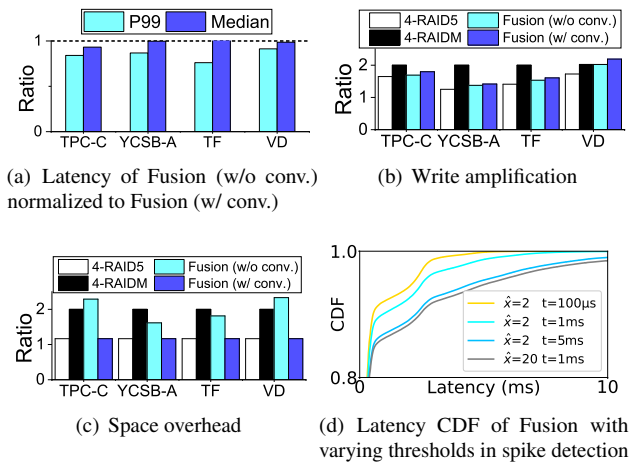 P99 Median
1
0
Ratio
TPC-C YCSB-A TF VD
(a) Latency of Fusion (w/o conv.)
normalized to Fusion (w/ conv.)
4-RAID5 Fusion (w/o conv.)
4-RAIDM Fusion (w/ conv.)
2
1
0
Ratio
TPC-C YCSB-A TF VD
(b) Write amplification
4-RAID5 Fusion (w/o conv.)
4-RAIDM Fusion (w/ conv.)
2
1
0
Ratio
TPC-C YCSB-A TF VD
(c) Space overhead
1.0
CDF
0.8
x̂=2 t=100μs
x̂=2 t=1ms
x̂=2 t=5ms
x̂=20 t=1ms
0 Latency (ms) 10
(d) Latency CDF of Fusion with
varying thresholds in spike detection